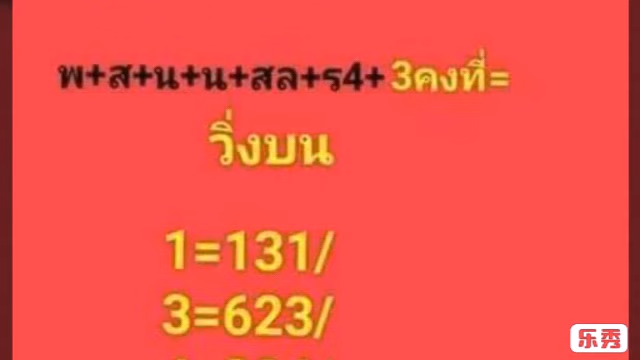 พ+ส+น+น+สล+ร4+3คงที่=
วิ่งบน
1=131/
3=623/
乐秀